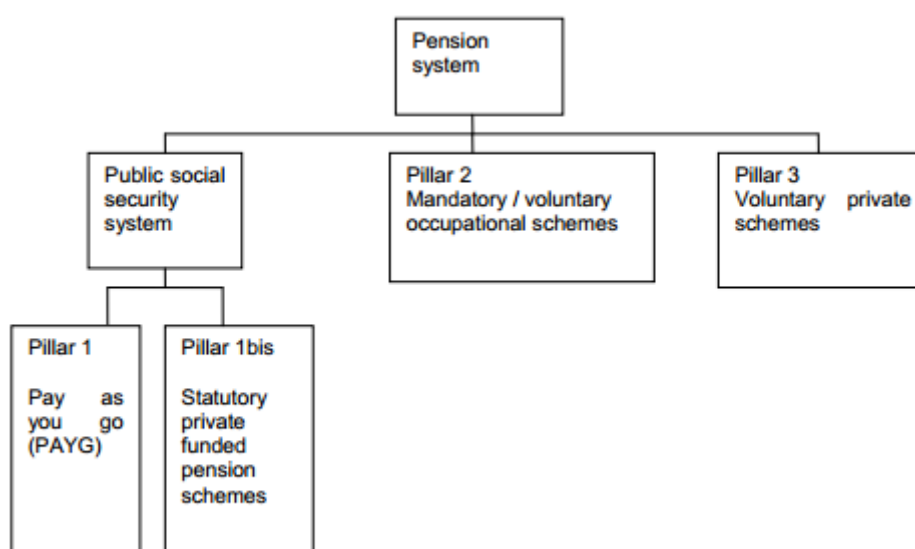 Pension
system
Public social
security
system
Pillar 2
Mandatory / voluntary
occupational schemes
Pillar 3
Voluntary private
schemes
Pillar 1
Pay as
you go
(PAYG)
Pillar 1bis
Statutory
private
funded
pension
schemes